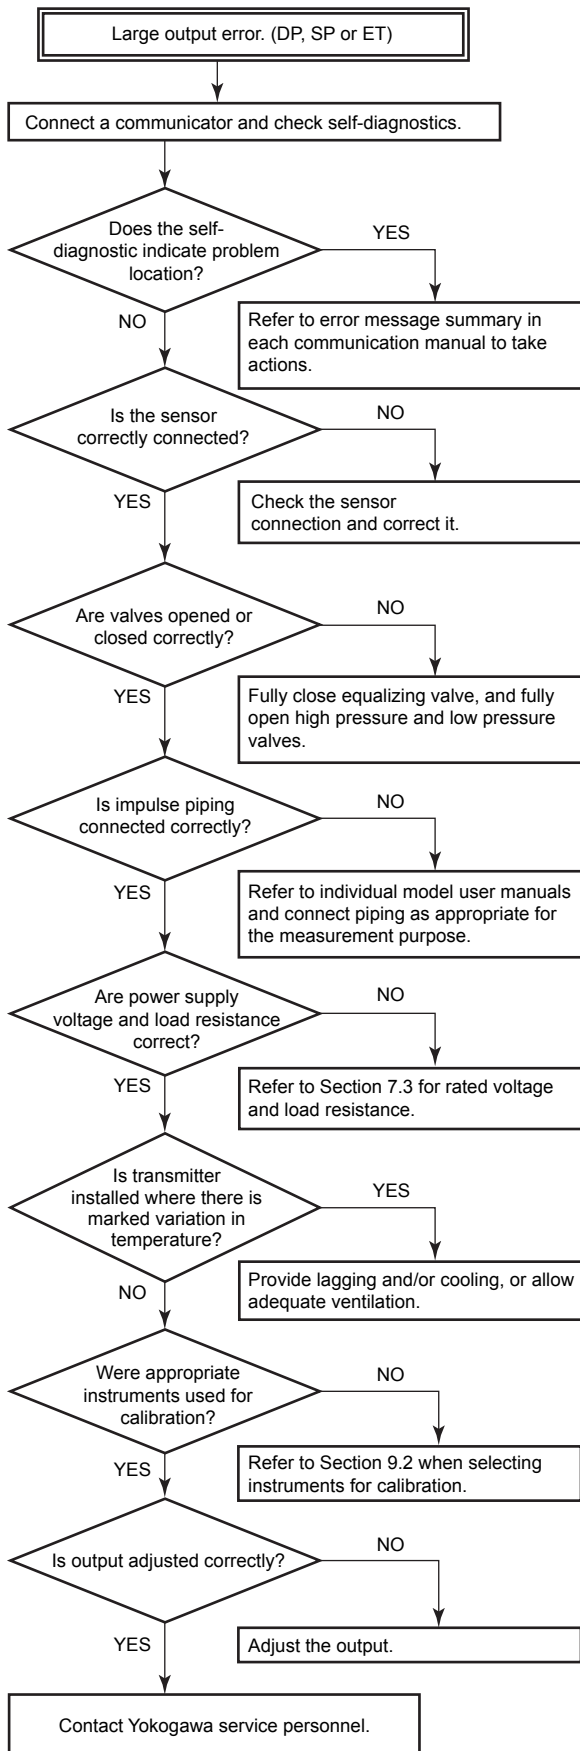 Large output error. (DP, SP or ET)
Connect a communicator and check self-diagnostics.
Does the self-
diagnostic indicate problem
location?
YES
NO
Refer to error message summary in
each communication manual to take
actions.
Is the sensor
correctly connected?
NO
YES
Check the sensor
connection and correct it.
Are valves opened or
closed correctly?
NO
YES
Fully close equalizing valve, and fully
open high pressure and low pressure
valves.
Is impulse piping
connected correctly?
NO
YES
Refer to individual model user manuals
and connect piping as appropriate for
the measurement purpose.
Are power supply
voltage and load resistance
correct?
NO
YES
Refer to Section 7.3 for rated voltage
and load resistance.
Is transmitter
installed where there is
marked variation in
temperature?
YES
NO
Provide lagging and/or cooling, or allow
adequate ventilation.
Were appropriate
instruments used for
calibration?
NO
YES
Refer to Section 9.2 when selecting
instruments for calibration.
Is output adjusted correctly?
NO
YES
Adjust the output.
Contact Yokogawa service personnel.